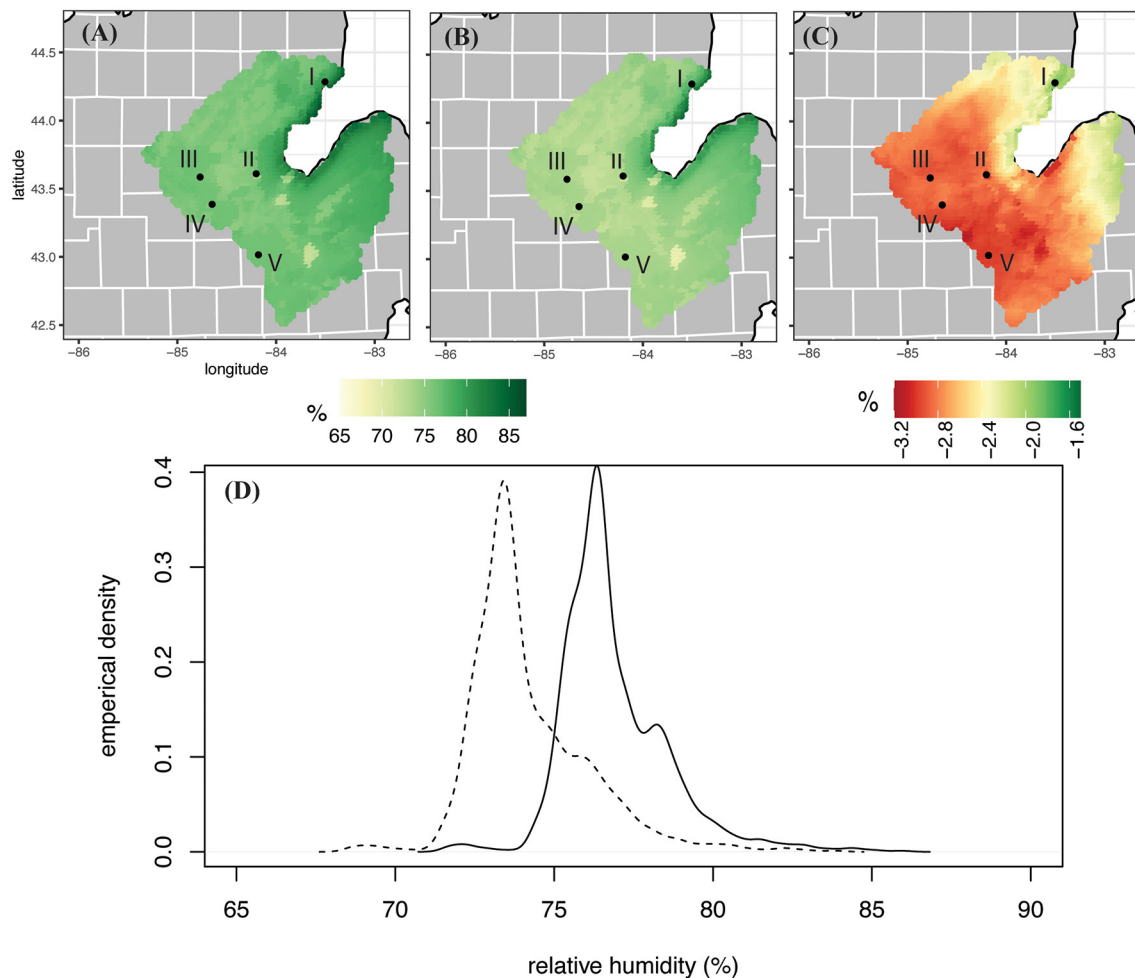 (A)
(B)
(C)
44.5
44.0
43.5
43.0
42.5
latitude
I
II
III
IV
V
I
II
III
IV
V
I
II
III
IV
V
−86 −85 −84 −83
−86 −85 −84 −83
−86 −85 −84 −83
longitude
%
65 70 75 80 85
%
−3.2 −2.8 −2.4 −2.0 −1.6
(D)
0.4
0.3
0.2
0.1
0.0
emperical density
65 70 75 80 85 90
relative humidity (%)